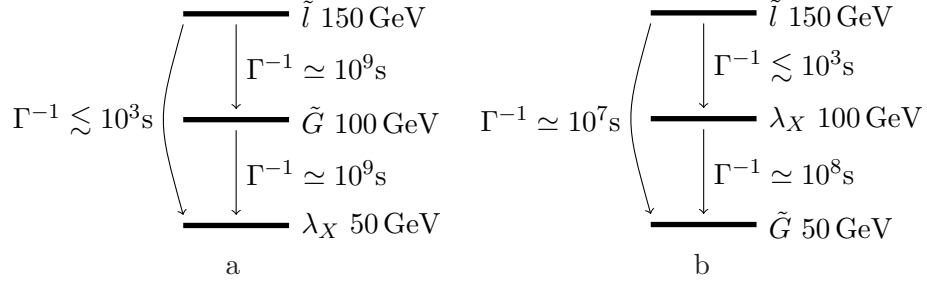 l̃ 150 GeV
Γ⁻¹ ≃ 10⁹s
Γ⁻¹ ≲ 10³s
G̃ 100 GeV
Γ⁻¹ ≃ 10⁹s
λ_X 50 GeV
a
l̃ 150 GeV
Γ⁻¹ ≲ 10³s
Γ⁻¹ ≃ 10⁷s
λ_X 100 GeV
Γ⁻¹ ≃ 10⁸s
G̃ 50 GeV
b